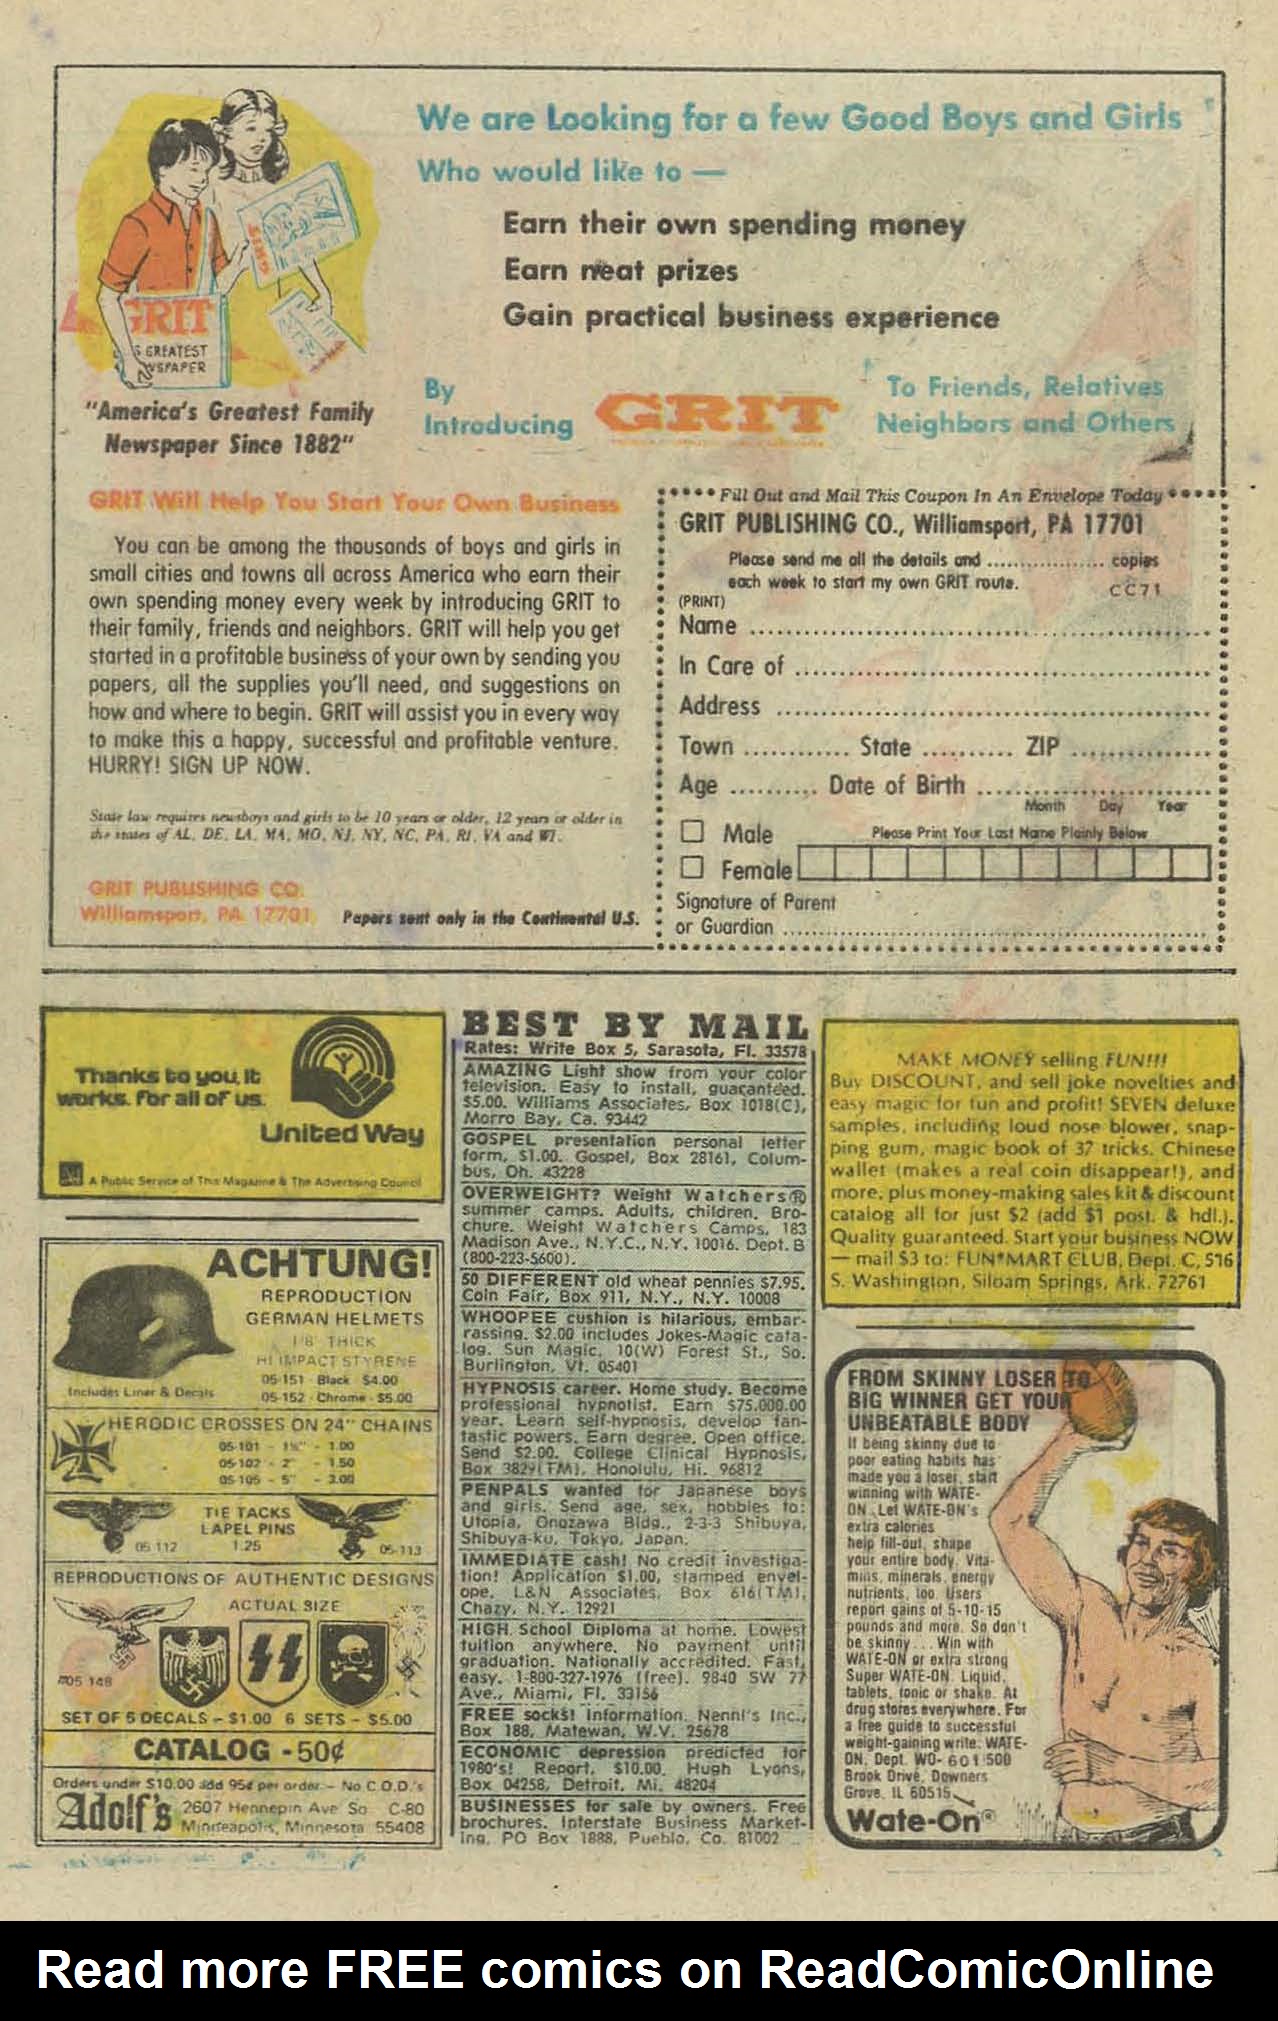 We are Looking for a few Good Boys and Girls
Who would like to —
Earn their own spending money
Earn neat prizes
Gain practical business experience
By
Introducing
GRIT
To Friends, Relatives
Neighbors and Others
GRIT
GRIT
GREATEST
"America's Greatest Family
Newspaper Since 1882"
GRIT Will Help You Start Your Own Business
You can be among the thousands of boys and girls in
small cities and towns all across America who earn their
own spending money every week by introducing GRIT to
their family, friends and neighbors. GRIT will help you get
started in a profitable business of your own by sending you
papers, all the supplies you'll need, and suggestions on
how and where to begin. GRIT will assist you in every way
to make this a happy, successful and profitable venture.
HURRY! SIGN UP NOW.
State law requires newsboys and girls to be 10 years or older, 12 years or older in
the states of AL, DE, LA, MA, MO, NJ, NY, NC, PA, RI, VA and WI.
GRIT PUBLISHING CO.
Williamsport, PA 17701
Papers sent only in the Continental U.S.
Fill Out and Mail This Coupon In An Envelope Today
GRIT PUBLISHING CO., Williamsport, PA 17701
Please send me all the details and .................. copies
each week to start my own GRIT route.
CC71
(PRINT)
Name
In Care of
Address
Town ............ State .......... ZIP ................
Age .......... Date of Birth ..........................
Month Day Year
Male
Please Print Your Last Name Plainly Below
Female
Signature of Parent
or Guardian
Thanks to you, it
works. For all of us.
United Way
Ad
A Public Service of This Magazine & The Advertising Council
ACHTUNG!
REPRODUCTION
GERMAN HELMETS
1/8" THICK
HI IMPACT STYRENE
05-151 - Black $4.00
05-152 - Chrome - $5.00
Includes Liner & Decals
HERODIC CROSSES ON 24" CHAINS
05-101 - 1½" - 1.00
05-102 - 2" - 1.50
05-105 - 5" - 3.00
TIE TACKS
LAPEL PINS
1.25
05-112
05-113
REPRODUCTIONS OF AUTHENTIC DESIGNS
ACTUAL SIZE
#05-148
SET OF 5 DECALS - $1.00 6 SETS - $5.00
CATALOG - 50¢
Orders under $10.00 add 95¢ per order - No C.O.D.'s
Adolf's
2607 Hennepin Ave So C-80
Minneapolis, Minnesota 55408
BEST BY MAIL
Rates: Write Box 5, Sarasota, Fl. 33578
AMAZING Light show from your color
television. Easy to install, guaranteed.
$5.00. Williams Associates, Box 1018(C),
Morro Bay, Ca. 93442
GOSPEL presentation personal letter
form, $1.00. Gospel, Box 28161, Colum-
bus, Oh. 43228
OVERWEIGHT? Weight Watchers®
summer camps. Adults, children. Bro-
chure. Weight Watchers Camps, 183
Madison Ave., N.Y.C., N.Y. 10016. Dept. B
(800-223-5600).
50 DIFFERENT old wheat pennies $7.95.
Coin Fair, Box 911, N.Y., N.Y. 10008
WHOOPEE cushion is hilarious, embar-
rassing. $2.00 includes Jokes-Magic cata-
log. Sun Magic, 10(W) Forest St., So.
Burlington, Vt. 05401
HYPNOSIS career. Home study. Become
professional hypnotist. Earn $75,000.00
year. Learn self-hypnosis, develop fan-
tastic powers. Earn degree. Open office.
Send $2.00. College Clinical Hypnosis,
Box 3829(TM), Honolulu, Hi. 96812
PENPALS wanted for Japanese boys
and girls. Send age, sex, hobbies to:
Utopia, Onozawa Bldg., 2-3-3 Shibuya,
Shibuya-ku, Tokyo, Japan.
IMMEDIATE cash! No credit investiga-
tion! Application $1.00, stamped envel-
ope. L&N Associates, Box 616(TM),
Chazy, N.Y. 12921
HIGH School Diploma at home. Lowest
tuition anywhere. No payment until
graduation. Nationally accredited. Fast,
easy. 1-800-327-1976 (free). 9840 SW 77
Ave., Miami, Fl. 33156
FREE socks! Information. Nenni's Inc.,
Box 188, Matewan, W.V. 25678
ECONOMIC depression predicted for
1980's! Report, $10.00. Hugh Lyons,
Box 04258, Detroit, Mi. 48204
BUSINESSES for sale by owners. Free
brochures. Interstate Business Market-
ing, PO Box 1888, Pueblo, Co. 81002
MAKE MONEY selling FUN!!!
Buy DISCOUNT, and sell joke novelties and
easy magic for fun and profit! SEVEN deluxe
samples, including loud nose blower, snap-
ping gum, magic book of 37 tricks. Chinese
wallet (makes a real coin disappear!), and
more, plus money-making sales kit & discount
catalog all for just $2 (add $1 post. & hdl.).
Quality guaranteed. Start your business NOW
— mail $3 to: FUN*MART CLUB, Dept. C, 516
S. Washington, Siloam Springs, Ark. 72761
FROM SKINNY LOSER TO
BIG WINNER GET YOUR
UNBEATABLE BODY
If being skinny due to
poor eating habits has
made you a loser, start
winning with WATE-
ON. Let WATE-ON's
extra calories
help fill-out, shape
your entire body. Vita-
mins, minerals, energy
nutrients, too. Users
report gains of 5-10-15
pounds and more. So don't
be skinny... Win with
WATE-ON or extra strong
Super WATE-ON. Liquid,
tablets, tonic or shake. At
drug stores everywhere. For
a free guide to successful
weight-gaining write: WATE-
ON, Dept. WO-601 500
Brook Drive, Downers
Grove, IL 60515
Wate-On®
Read more FREE comics on ReadComicOnline